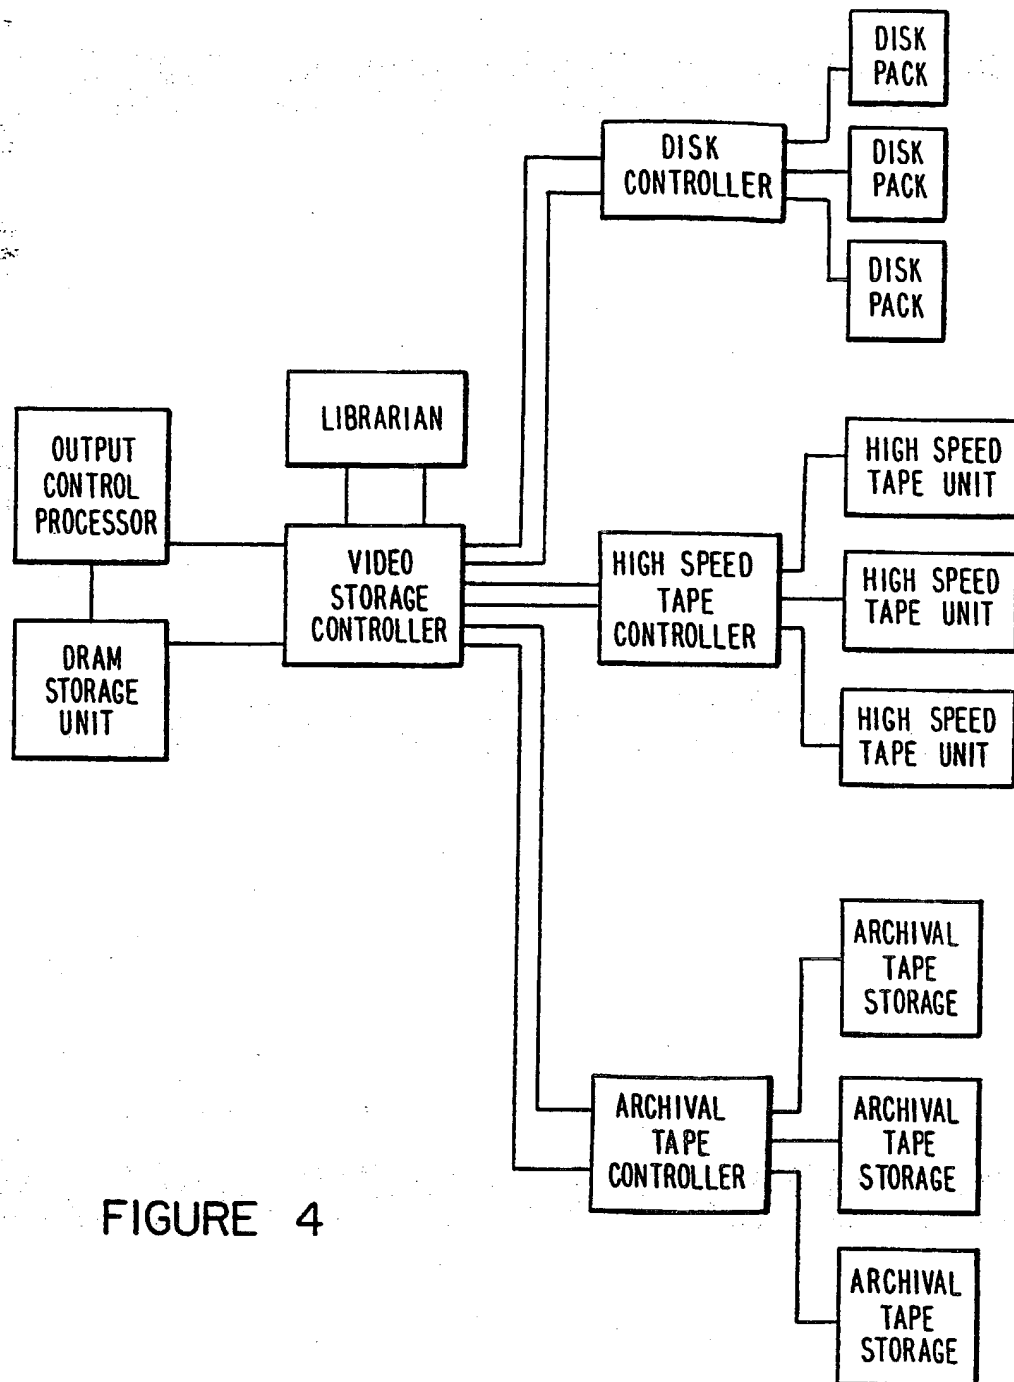 DISK
PACK
DISK
CONTROLLER
DISK
PACK
DISK
PACK
LIBRARIAN
OUTPUT
CONTROL
PROCESSOR
HIGH SPEED
TAPE UNIT
VIDEO
STORAGE
CONTROLLER
HIGH SPEED
TAPE
CONTROLLER
HIGH SPEED
TAPE UNIT
DRAM
STORAGE
UNIT
HIGH SPEED
TAPE UNIT
ARCHIVAL
TAPE
STORAGE
ARCHIVAL
TAPE
CONTROLLER
ARCHIVAL
TAPE
STORAGE
ARCHIVAL
TAPE
STORAGE
FIGURE 4